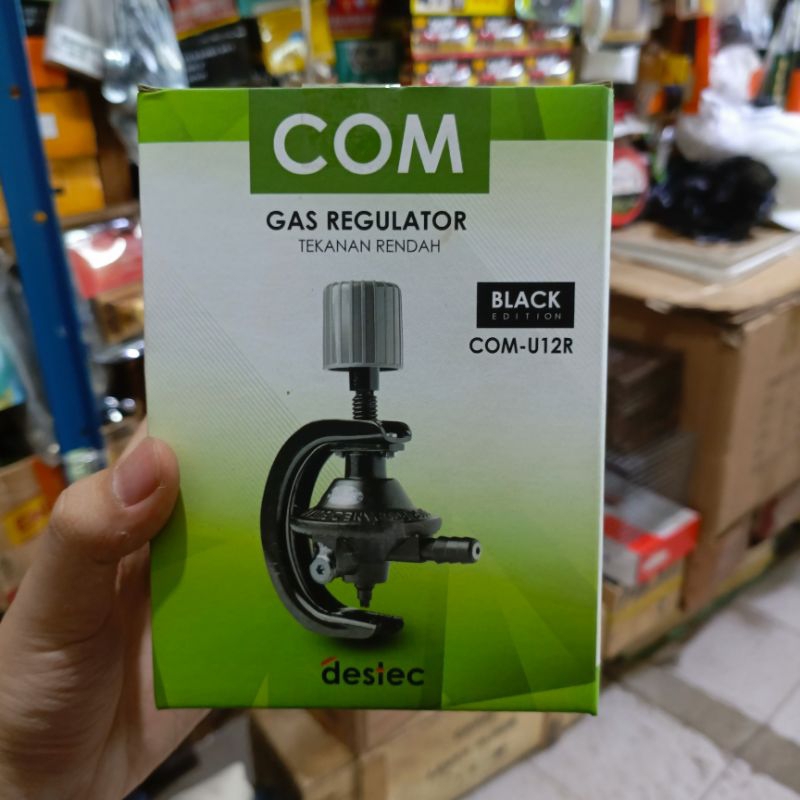 COM
GAS REGULATOR
TEKANAN RENDAH
BLACK
EDITION
COM-U12R
destec